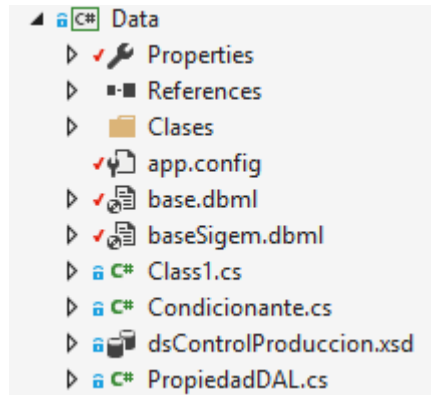 C# Data
Properties
References
Clases
app.config
base.dbml
baseSigem.dbml
C# Class1.cs
C# Condicionante.cs
dsControlProduccion.xsd
C# PropiedadDAL.cs